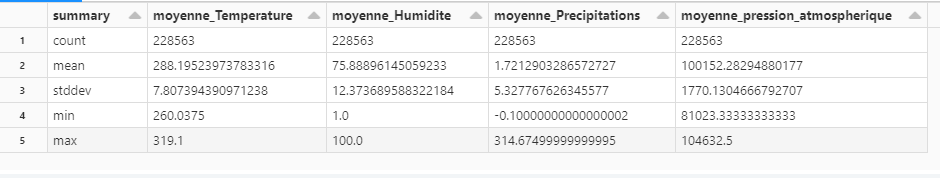 summary moyenne_Temperature moyenne_Humidite moyenne_Precipitations moyenne_pression_atmospherique
1 count 228563 228563 228563 228563
2 mean 288.19523973783316 75.88896145059233 1.7212903286572727 100152.28294880177
3 stddev 7.807394390971238 12.373689588322184 5.327767626345577 1770.1304666792707
4 min 260.0375 1.0 -0.10000000000000002 81023.33333333333
5 max 319.1 100.0 314.67499999999995 104632.5